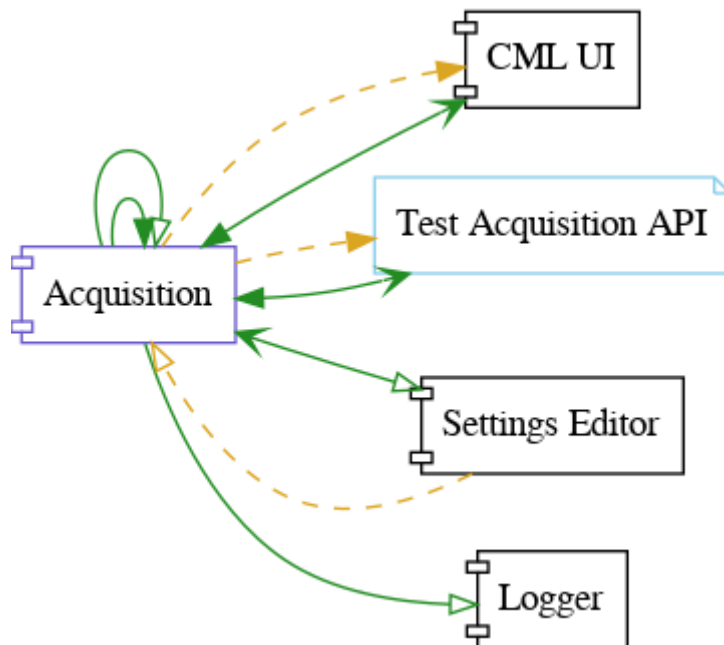 CML UI
Test Acquisition API
Acquisition
Settings Editor
Logger